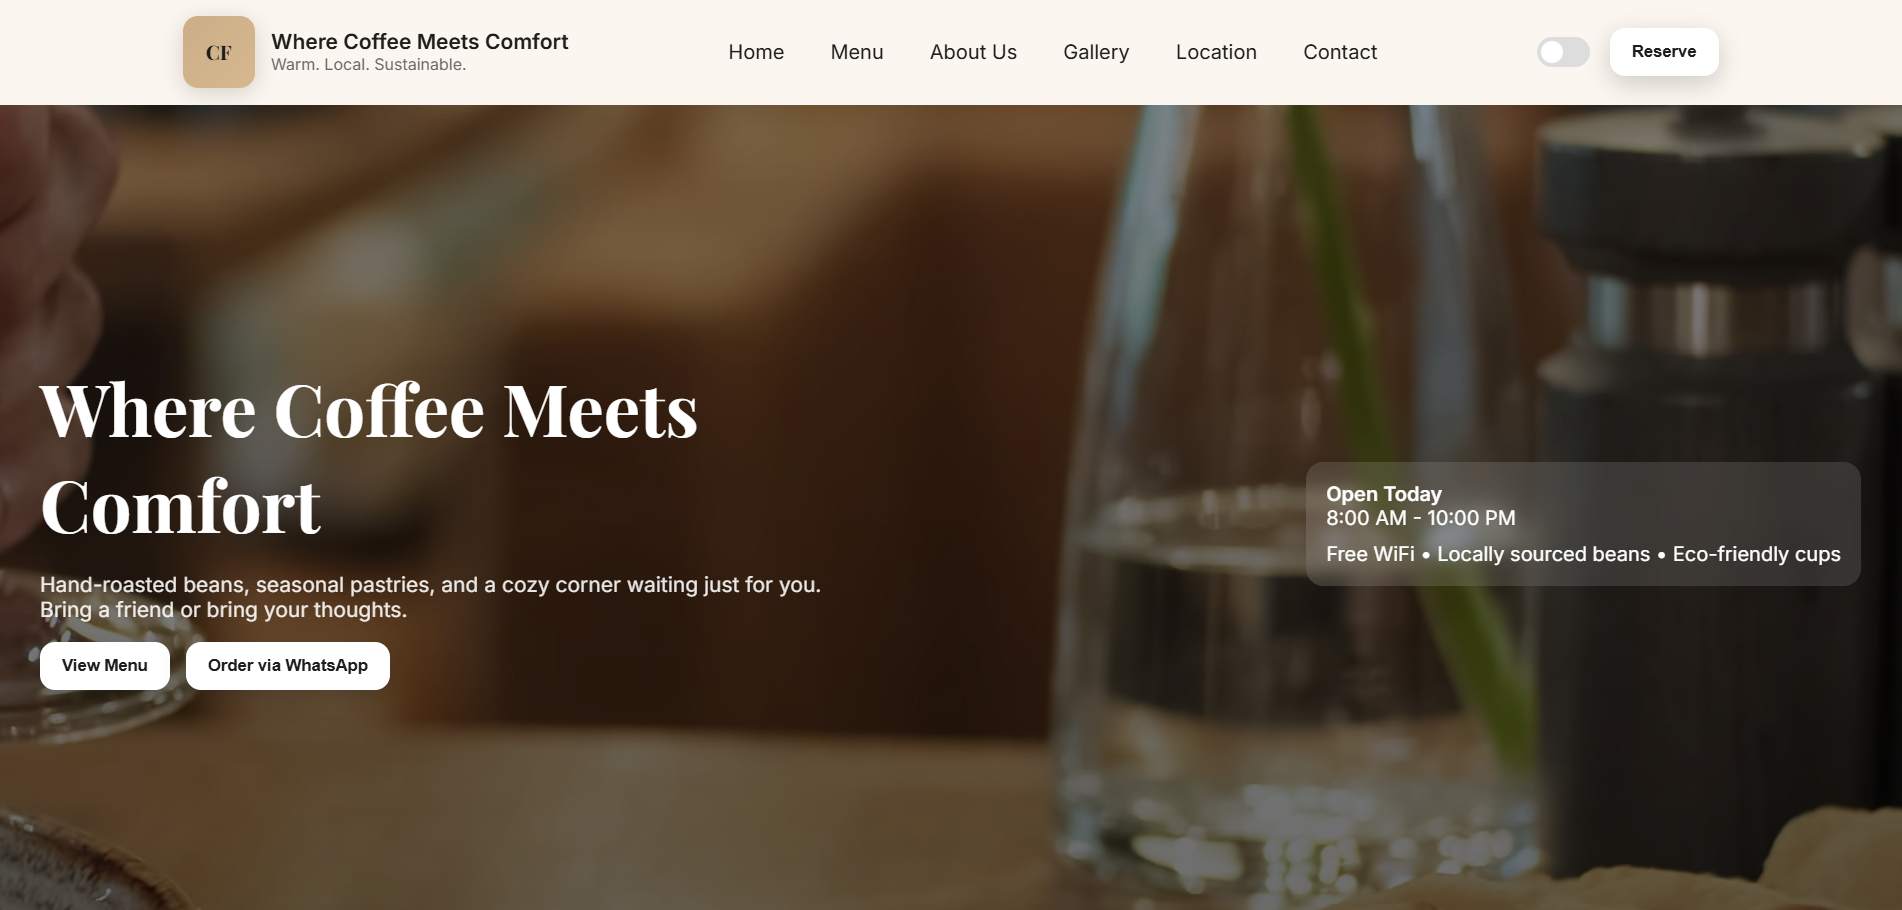 CF
Where Coffee Meets Comfort
Warm. Local. Sustainable.
Home
Menu
About Us
Gallery
Location
Contact
Reserve
Where Coffee Meets
Comfort
Hand-roasted beans, seasonal pastries, and a cozy corner waiting just for you.
Bring a friend or bring your thoughts.
View Menu
Order via WhatsApp
Open Today
8:00 AM - 10:00 PM
Free WiFi • Locally sourced beans • Eco-friendly cups